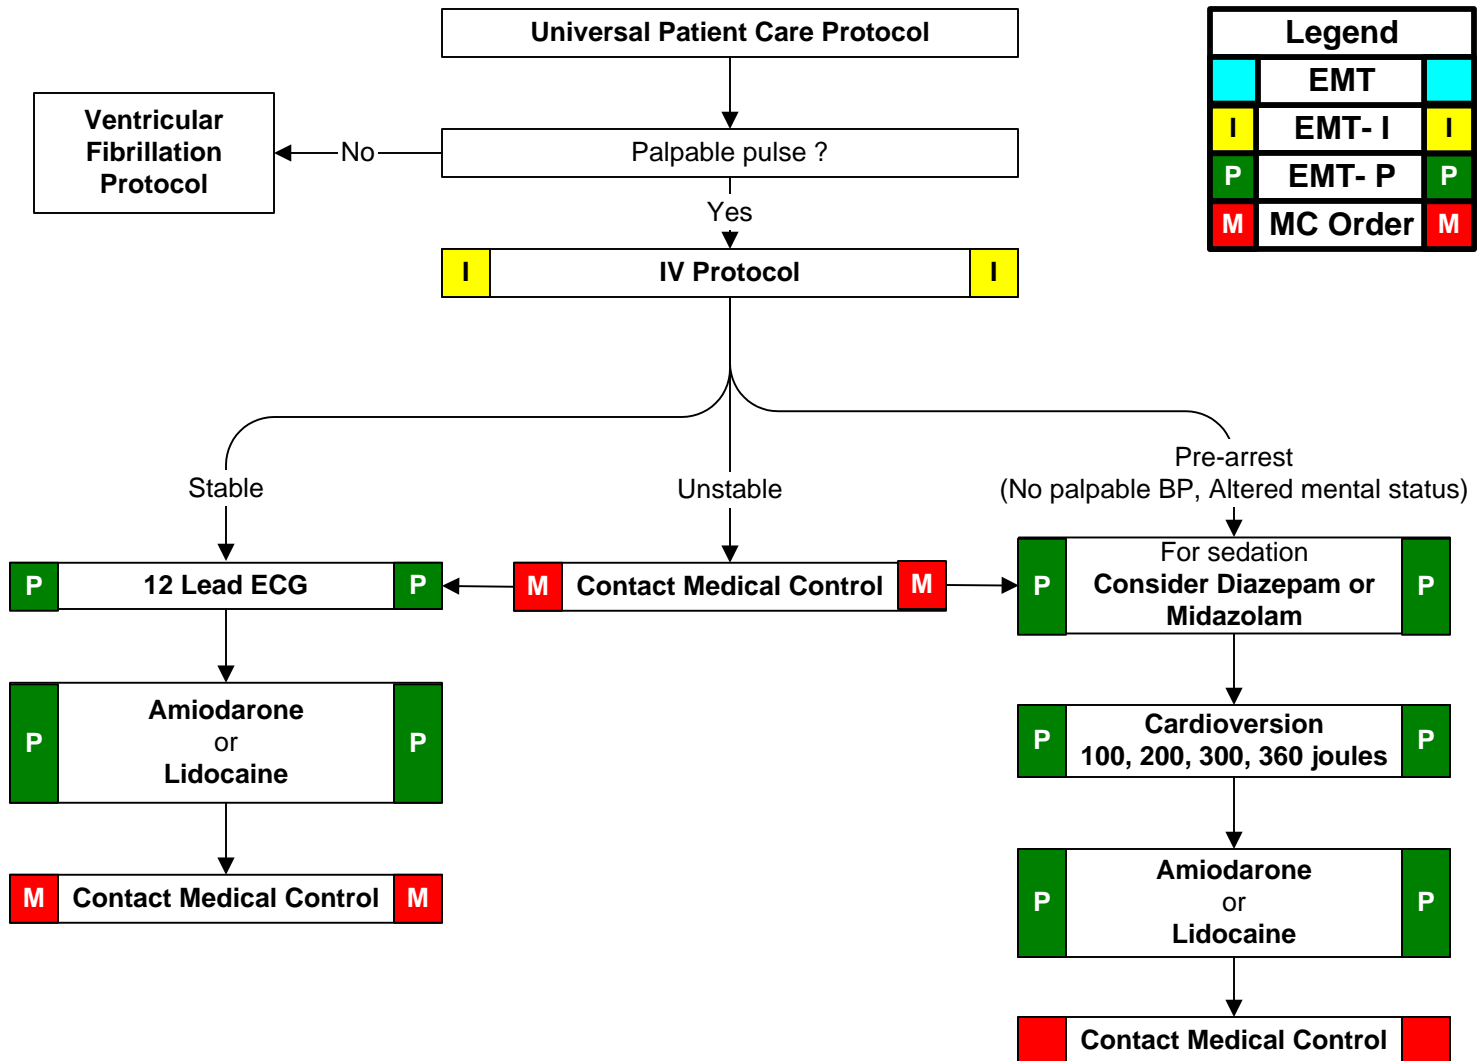 Universal Patient Care Protocol
Legend
EMT
I EMT- I I
P EMT- P P
M MC Order M
Ventricular
Fibrillation
Protocol
No
Palpable pulse ?
Yes
I IV Protocol I
Stable
Unstable
Pre-arrest
(No palpable BP, Altered mental status)
P 12 Lead ECG P
M Contact Medical Control M
For sedation
P Consider Diazepam or P
Midazolam
Amiodarone
P or P
Lidocaine
P Cardioversion P
100, 200, 300, 360 joules
M Contact Medical Control M
Amiodarone
P or P
Lidocaine
Contact Medical Control